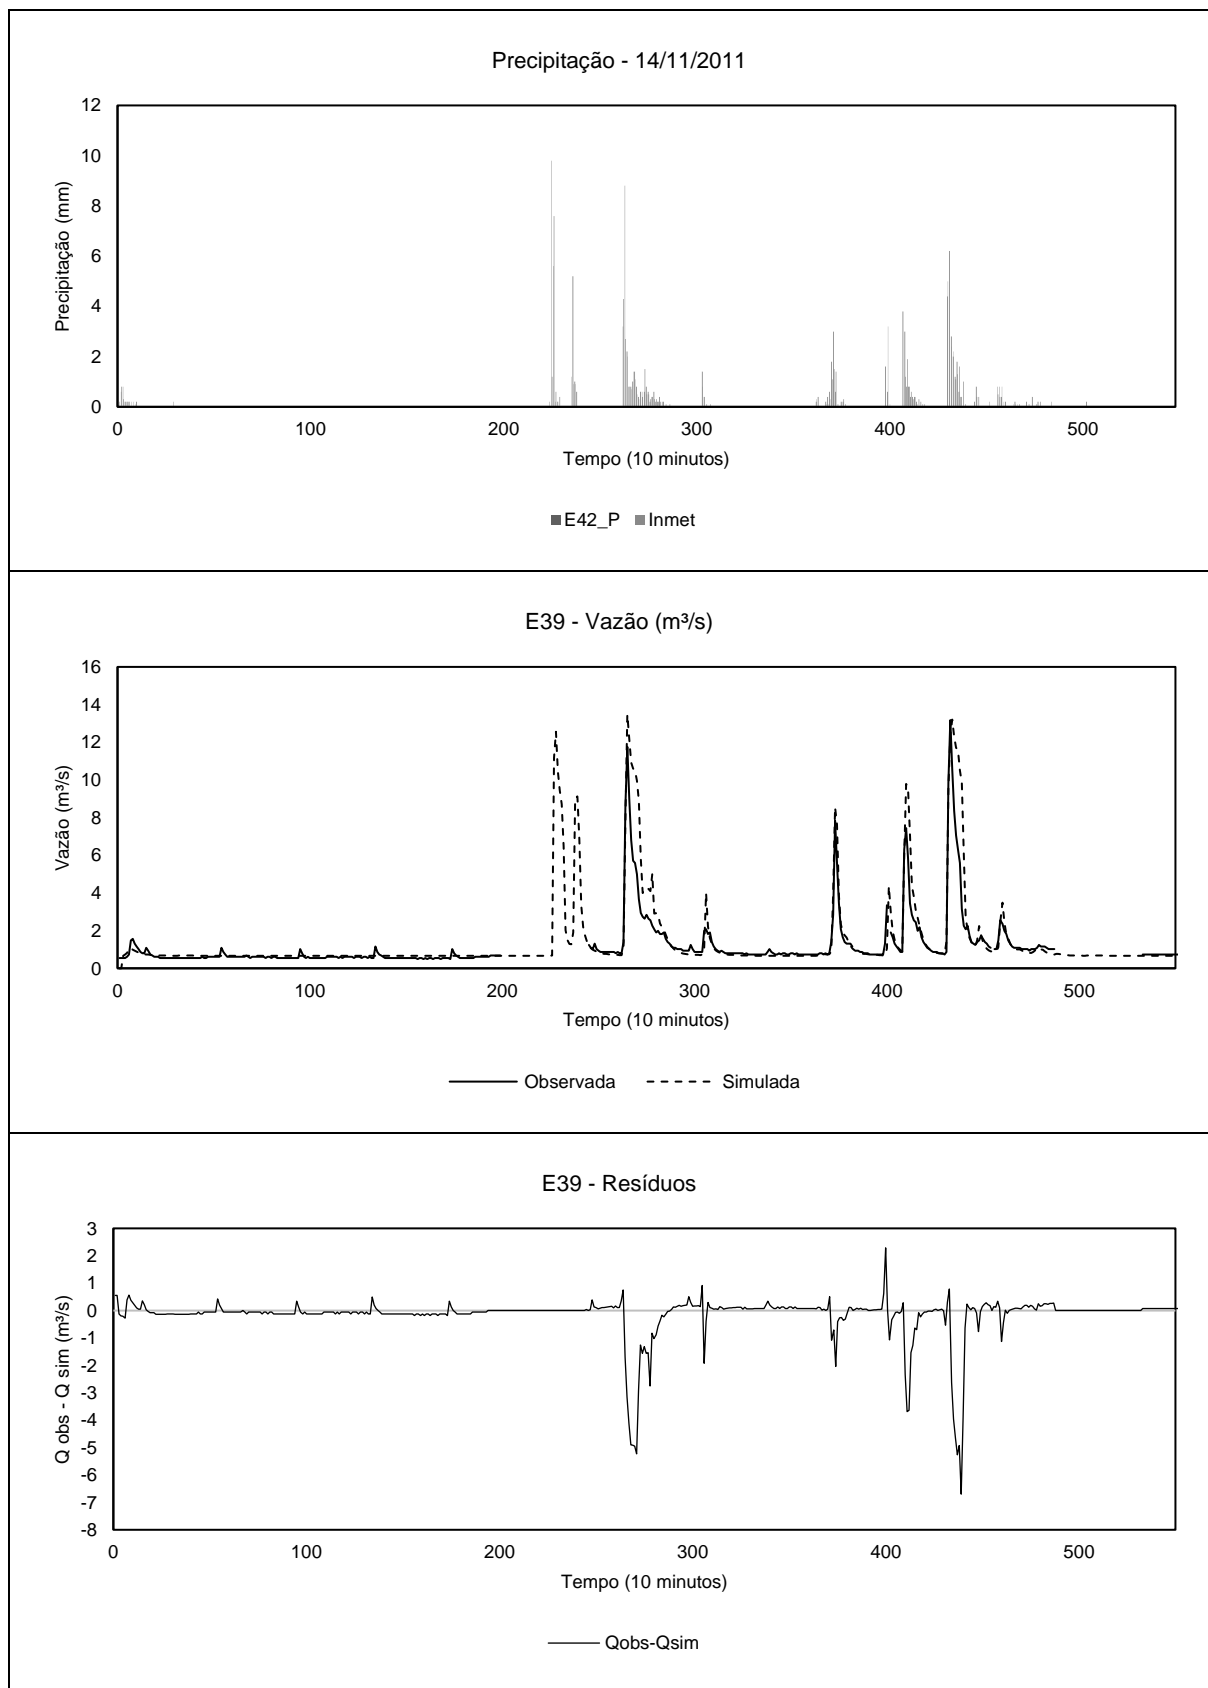 Precipitação - 14/11/2011
Precipitação (mm)
12
10
8
6
4
2
0
0 100 200 300 400 500
Tempo (10 minutos)
E42_P Inmet
E39 - Vazão (m³/s)
Vazão (m³/s)
16
14
12
10
8
6
4
2
0
0 100 200 300 400 500
Tempo (10 minutos)
Observada Simulada
E39 - Resíduos
Q obs - Q sim (m³/s)
3
2
1
0
-1
-2
-3
-4
-5
-6
-7
-8
0 100 200 300 400 500
Tempo (10 minutos)
Qobs-Qsim